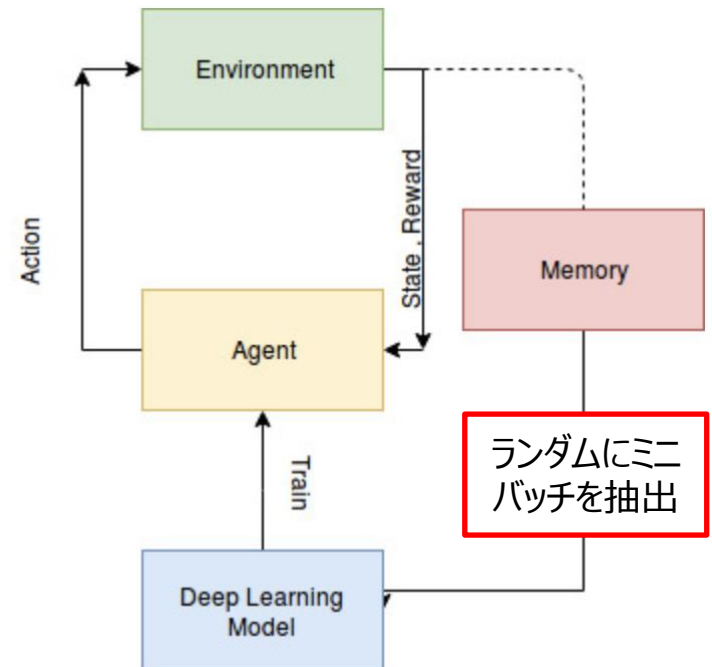 Environment
Action
State , Reward
Memory
Agent
ランダムにミニ
バッチを抽出
Train
Deep Learning
Model